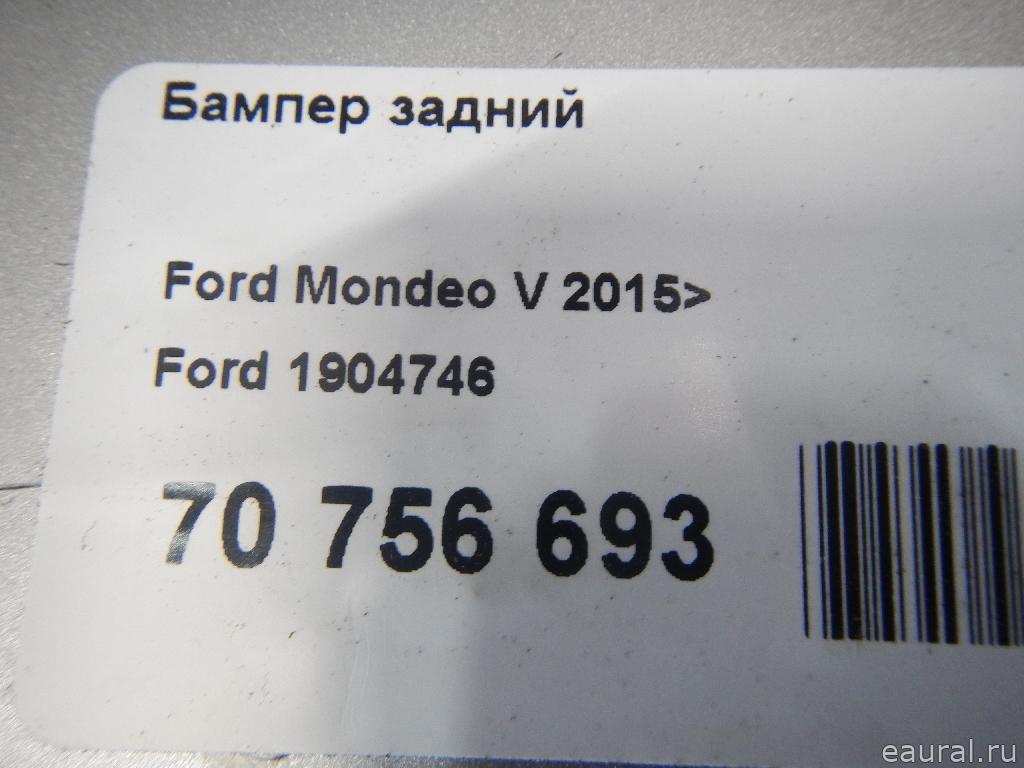 Бампер задний
Ford Mondeo V 2015>
Ford 1904746
70 756 693
eaural.ru